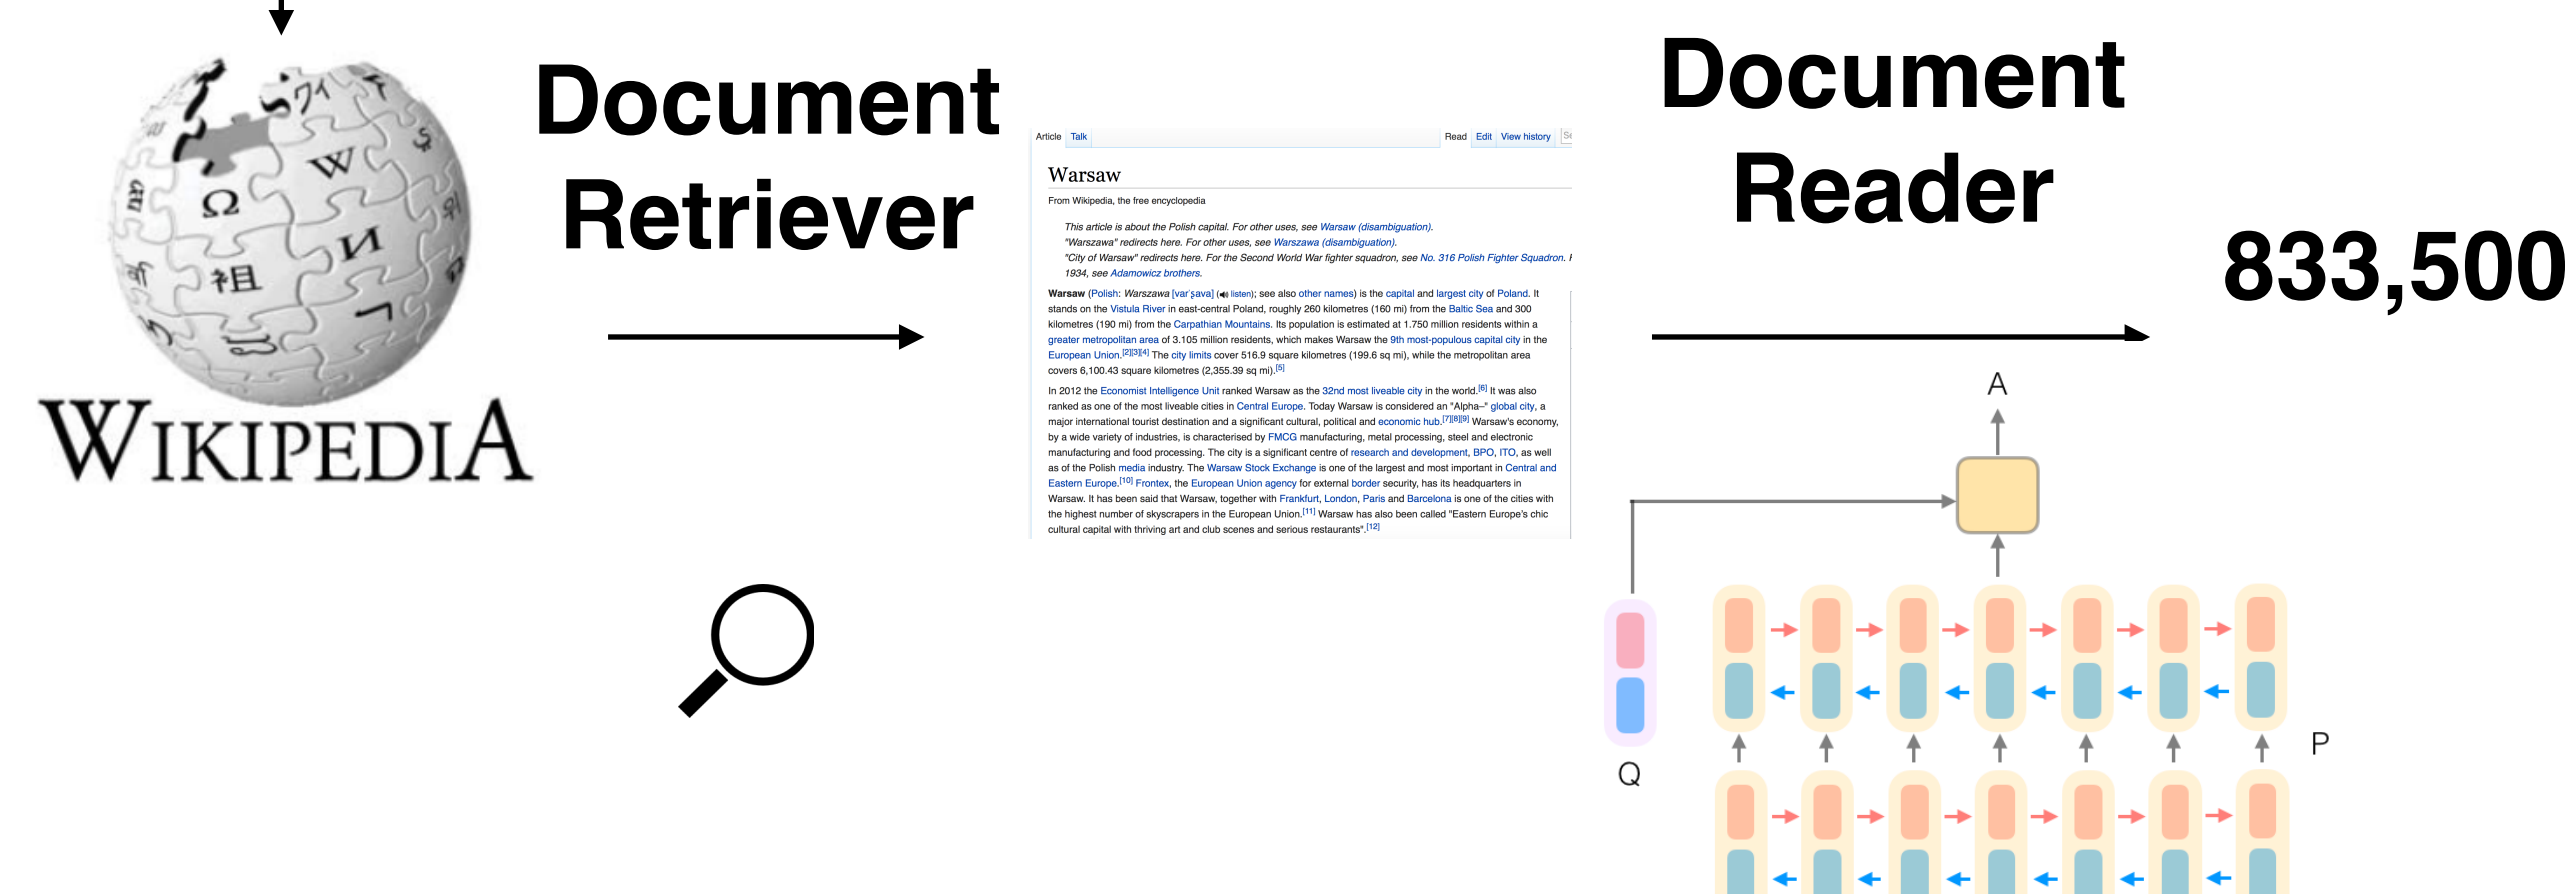 WIKIPEDIA
Document
Retriever
Article Talk Read Edit View history
Warsaw
From Wikipedia, the free encyclopedia
This article is about the Polish capital. For other uses, see Warsaw (disambiguation).
"Warszawa" redirects here. For other uses, see Warszawa (disambiguation).
"City of Warsaw" redirects here. For the Second World War fighter squadron, see No. 316 Polish Fighter Squadron.
1934, see Adamowicz brothers.
Warsaw (Polish: Warszawa [varˈʂava] (listen); see also other names) is the capital and largest city of Poland. It
stands on the Vistula River in east-central Poland, roughly 260 kilometres (160 mi) from the Baltic Sea and 300
kilometres (190 mi) from the Carpathian Mountains. Its population is estimated at 1.750 million residents within a
greater metropolitan area of 3.105 million residents, which makes Warsaw the 9th most-populous capital city in the
European Union.[2][3][4] The city limits cover 516.9 square kilometres (199.6 sq mi), while the metropolitan area
covers 6,100.43 square kilometres (2,355.39 sq mi).[5]
In 2012 the Economist Intelligence Unit ranked Warsaw as the 32nd most liveable city in the world.[6] It was also
ranked as one of the most liveable cities in Central Europe. Today Warsaw is considered an "Alpha–" global city, a
major international tourist destination and a significant cultural, political and economic hub.[7][8][9] Warsaw's economy,
by a wide variety of industries, is characterised by FMCG manufacturing, metal processing, steel and electronic
manufacturing and food processing. The city is a significant centre of research and development, BPO, ITO, as well
as of the Polish media industry. The Warsaw Stock Exchange is one of the largest and most important in Central and
Eastern Europe.[10] Frontex, the European Union agency for external border security, has its headquarters in
Warsaw. It has been said that Warsaw, together with Frankfurt, London, Paris and Barcelona is one of the cities with
the highest number of skyscrapers in the European Union.[11] Warsaw has also been called "Eastern Europe's chic
cultural capital with thriving art and club scenes and serious restaurants".[12]
Document
Reader
833,500
A
Q
P